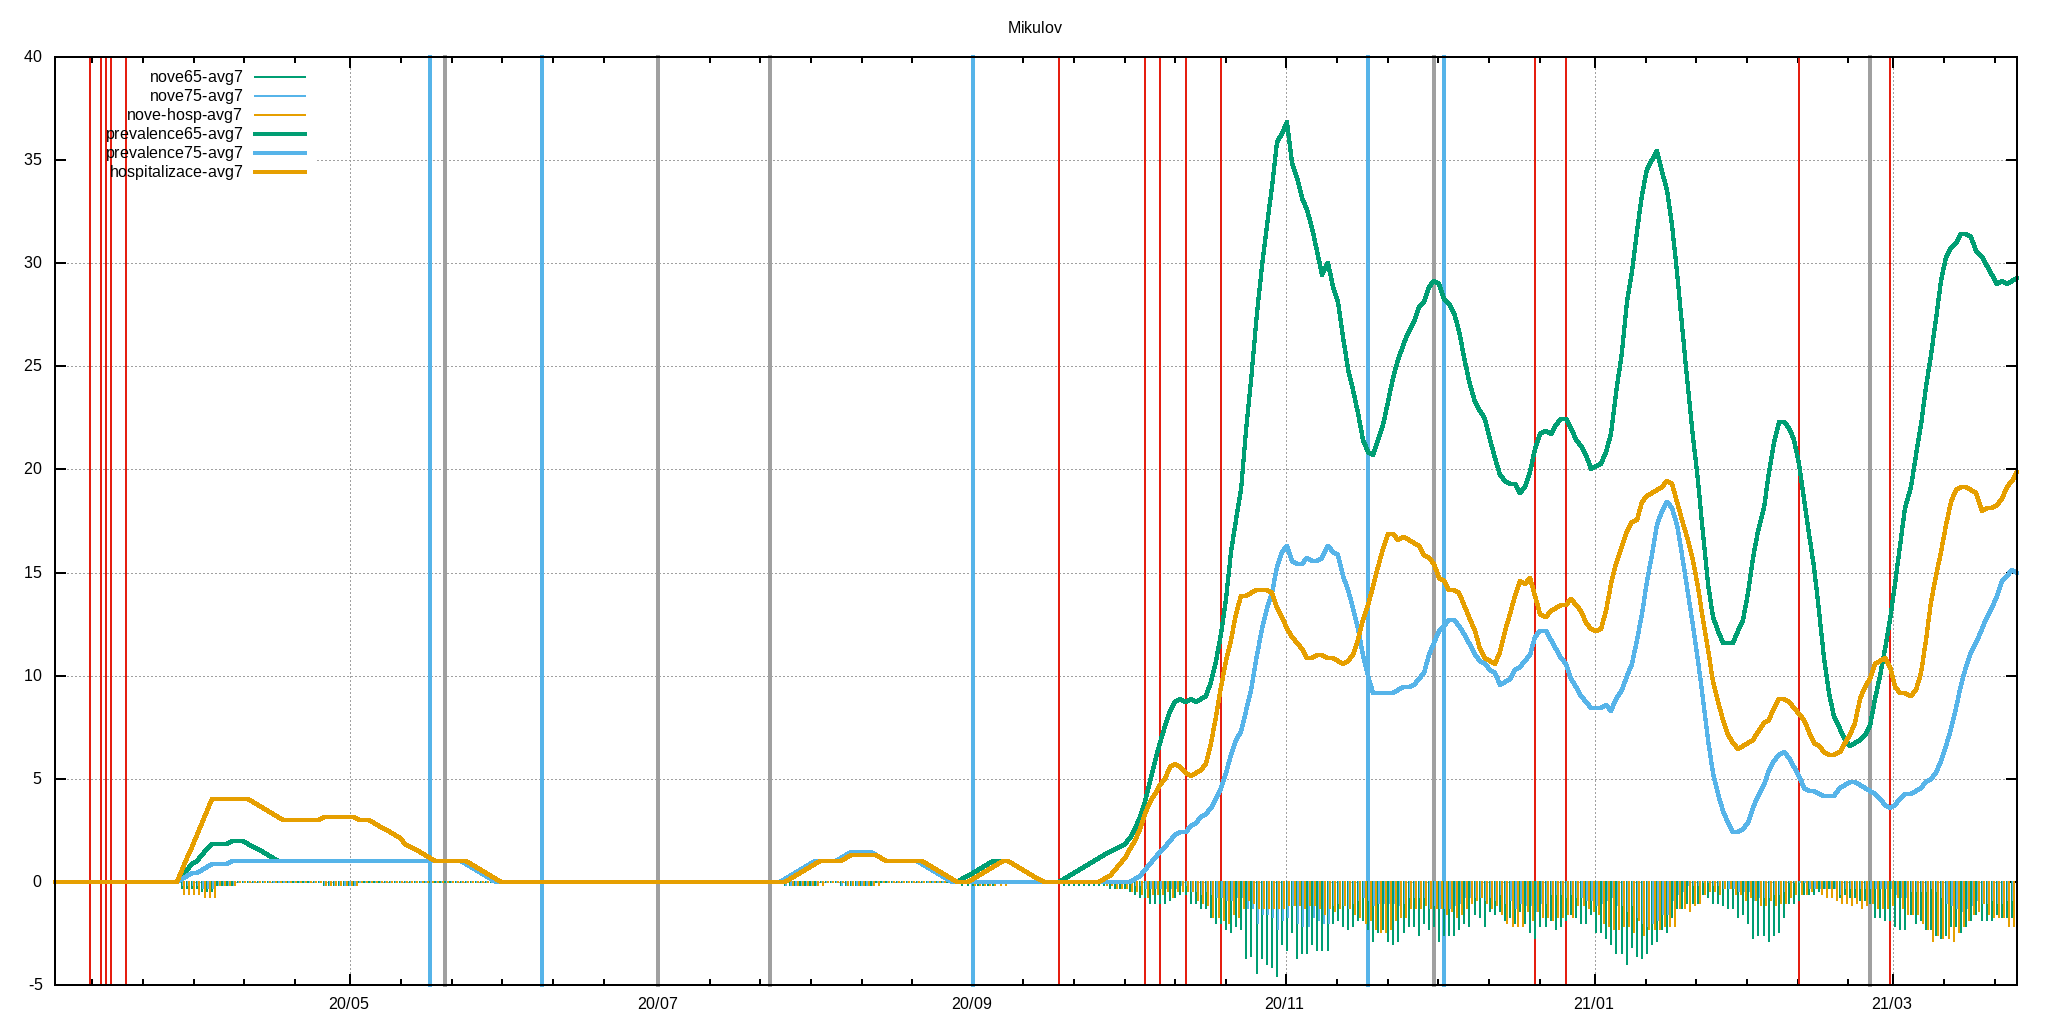 Mikulov
40
35
30
25
20
15
10
5
0
-5
nove65-avg7
nove75-avg7
nove-hosp-avg7
prevalence65-avg7
prevalence75-avg7
hospitalizace-avg7
20/05 20/07 20/09 20/11 21/01 21/03